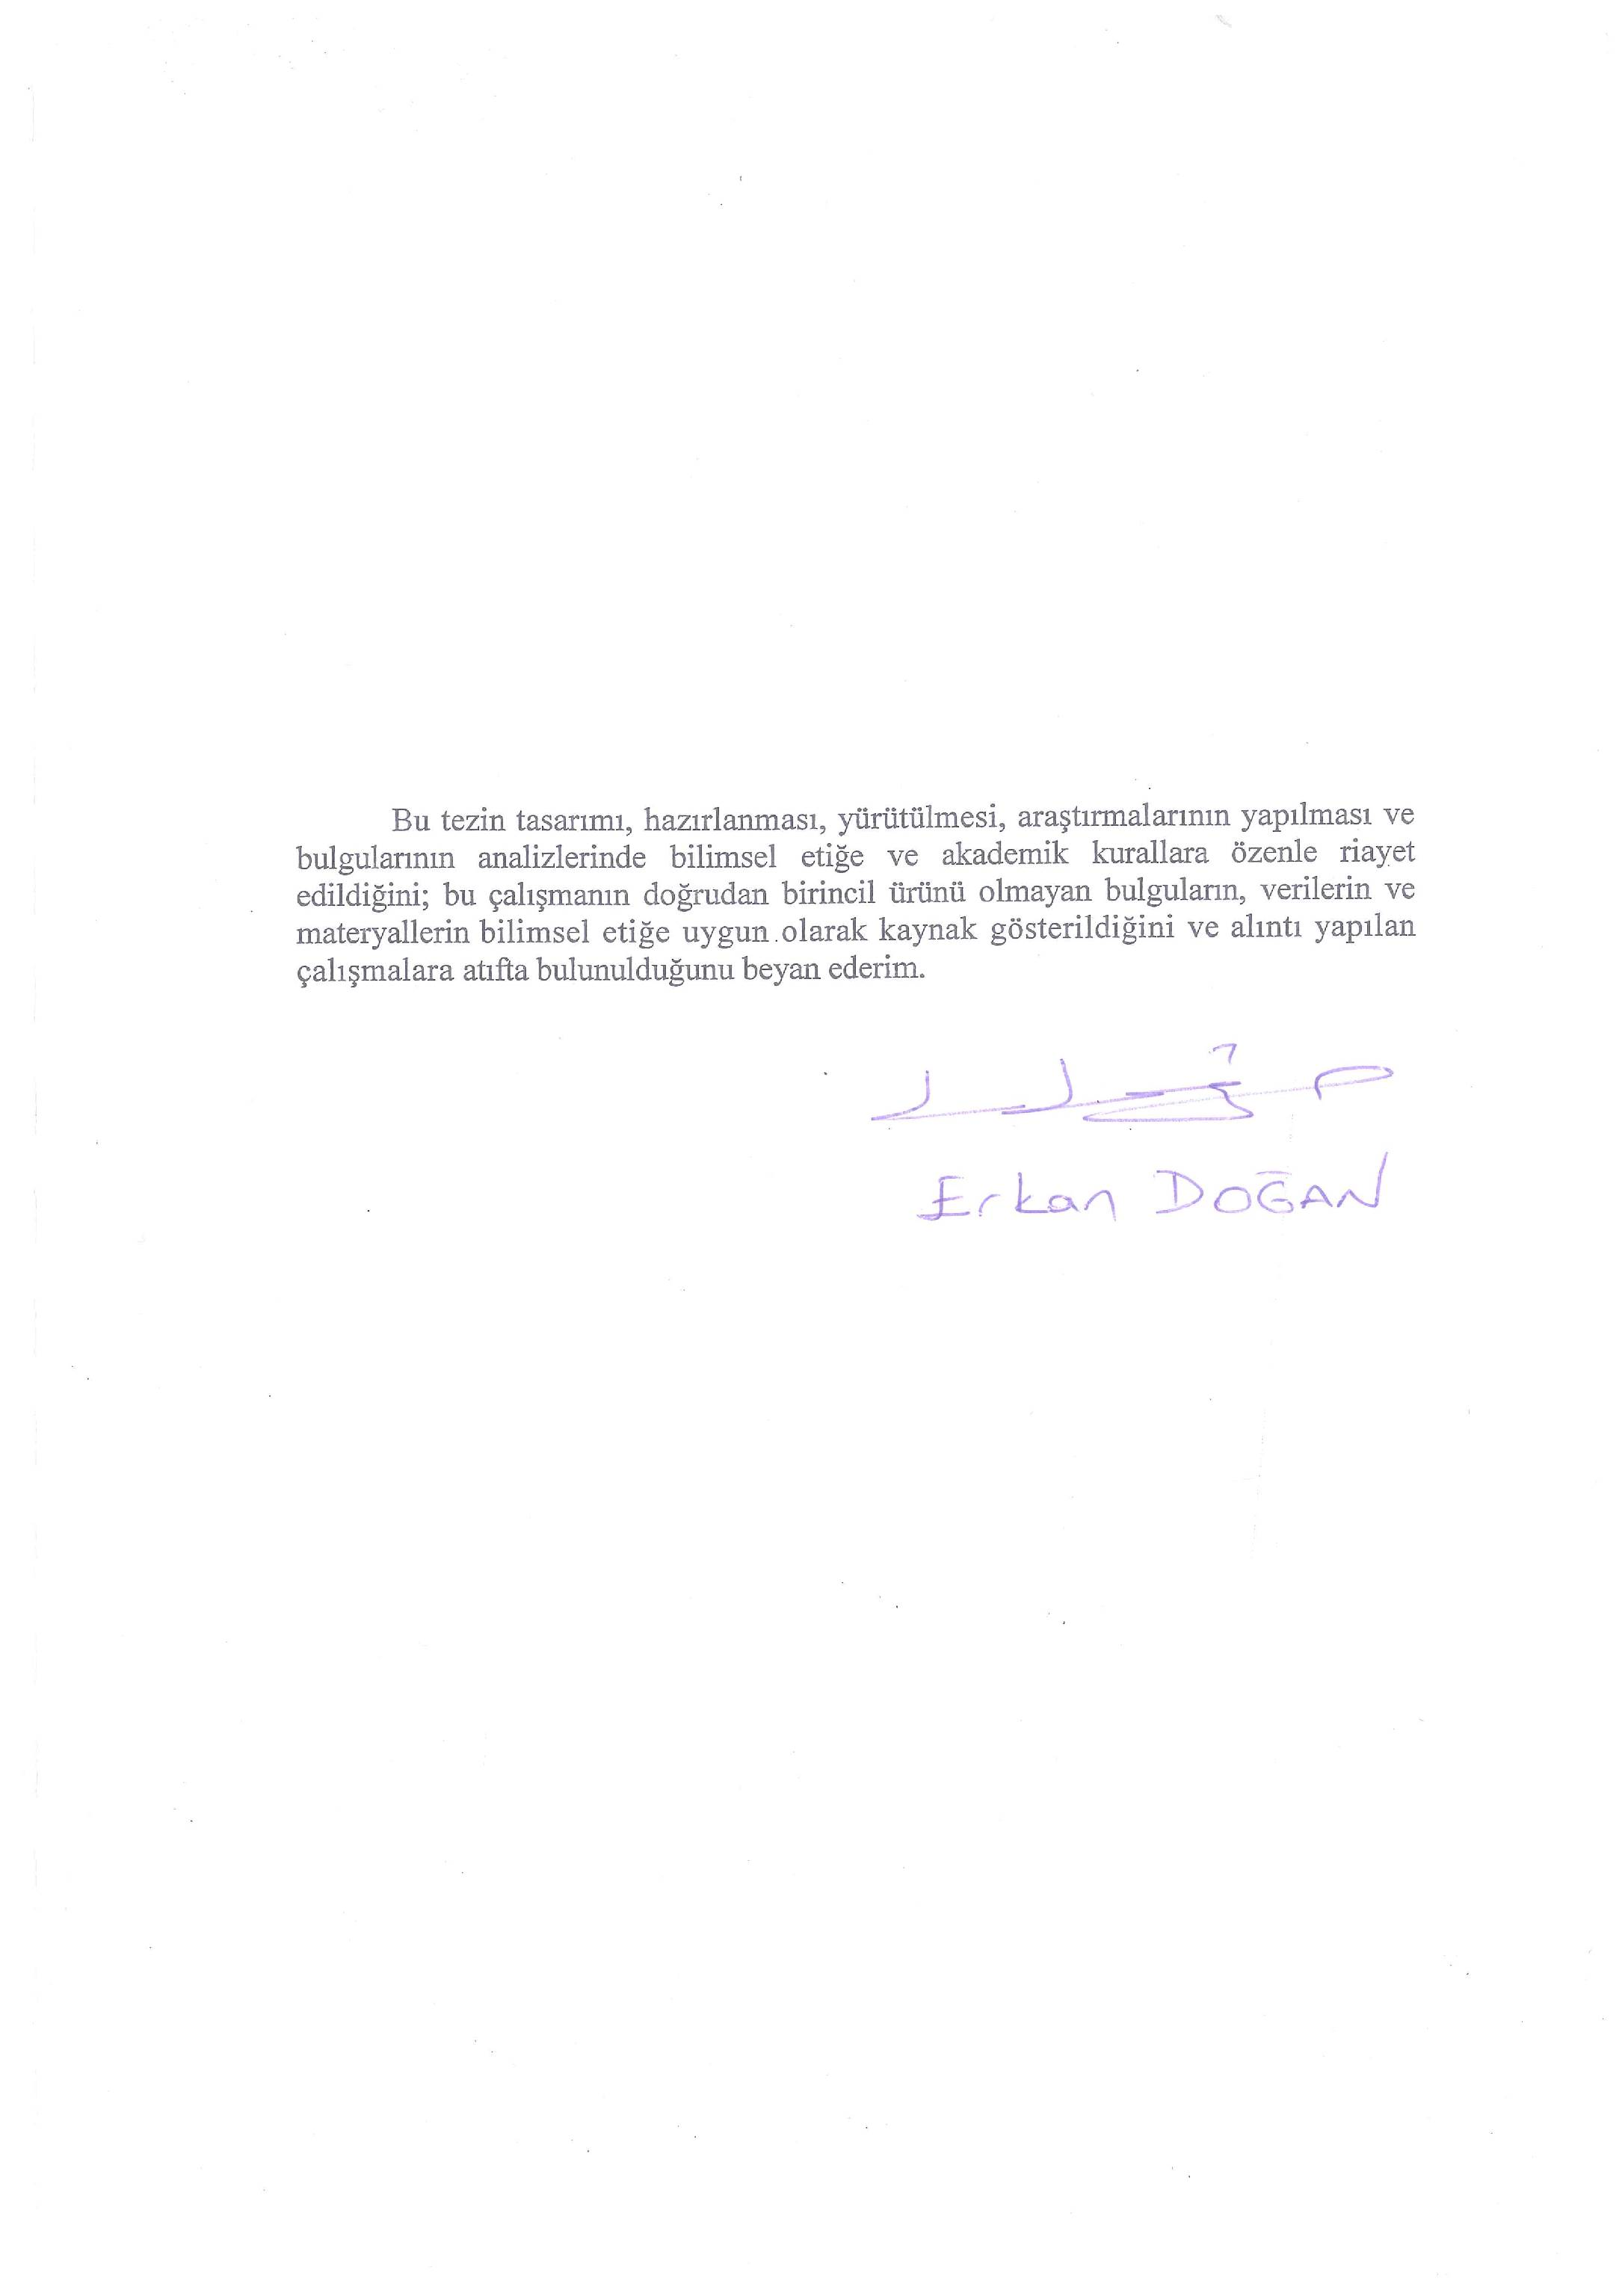 Bu tezin tasarımı, hazırlanması, yürütülmesi, araştırmalarının yapılması ve
bulgularının analizlerinde bilimsel etiğe ve akademik kurallara özenle riayet
edildiğini; bu çalışmanın doğrudan birincil ürünü olmayan bulguların, verilerin ve
materyallerin bilimsel etiğe uygun olarak kaynak gösterildiğini ve alıntı yapılan
çalışmalara atıfta bulunulduğunu beyan ederim.
Erkan DOĞAN